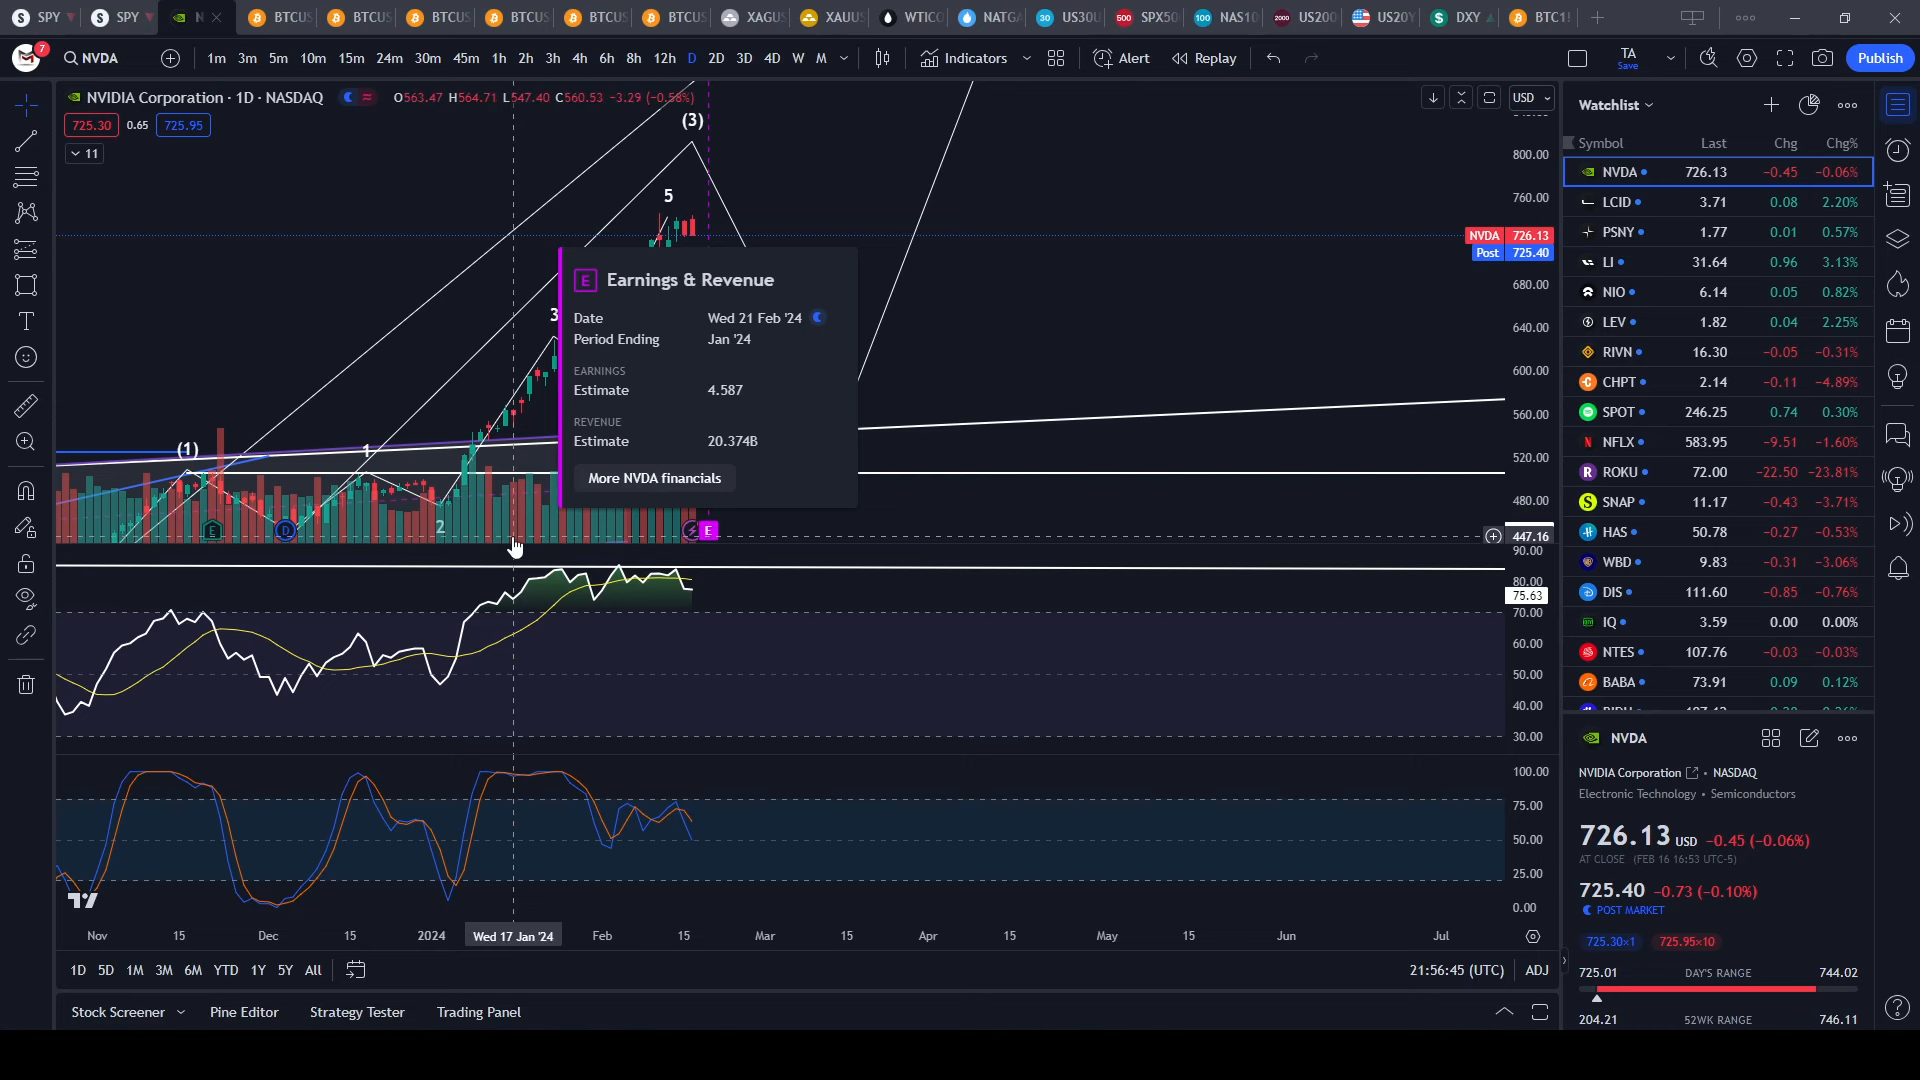 SPY
SPY
N
BTCUS
BTCUS
BTCUS
BTCUS
BTCUS
BTCUS
XAGUS
XAUUS
WTICO
NATGA
30 US30U
500 SPX50
100 NAS10
2000 US200
US20Y
DXY
BTC1!
7
NVDA
1m 3m 5m 10m 15m 24m 30m 45m 1h 2h 3h 4h 6h 8h 12h D 2D 3D 4D W M
Indicators
Alert
Replay
TA
Save
Publish
NVIDIA Corporation · 1D · NASDAQ
O563.47 H564.71 L547.40 C560.53 −3.29 (−0.58%)
725.30 0.65 725.95
11
USD
(3)
5
3
(1)
1
2
E
D
E
Earnings & Revenue
Date Wed 21 Feb '24
Period Ending Jan '24
EARNINGS
Estimate 4.587
REVENUE
Estimate 20.374B
More NVDA financials
E
800.00
760.00
NVDA 726.13
Post 725.40
680.00
640.00
600.00
560.00
520.00
480.00
447.16
90.00
80.00
75.63
70.00
60.00
50.00
40.00
30.00
100.00
75.00
50.00
25.00
0.00
Nov 15 Dec 15 2024 Wed 17 Jan '24 Feb 15 Mar 15 Apr 15 May 15 Jun Jul
1D 5D 1M 3M 6M YTD 1Y 5Y All
21:56:45 (UTC) ADJ
Stock Screener Pine Editor Strategy Tester Trading Panel
Watchlist
Symbol Last Chg Chg%
NVDA 726.13 −0.45 −0.06%
LCID 3.71 0.08 2.20%
PSNY 1.77 0.01 0.57%
LI 31.64 0.96 3.13%
NIO 6.14 0.05 0.82%
LEV 1.82 0.04 2.25%
RIVN 16.30 −0.05 −0.31%
CHPT 2.14 −0.11 −4.89%
SPOT 246.25 0.74 0.30%
NFLX 583.95 −9.51 −1.60%
ROKU 72.00 −22.50 −23.81%
SNAP 11.17 −0.43 −3.71%
HAS 50.78 −0.27 −0.53%
WBD 9.83 −0.31 −3.06%
DIS 111.60 −0.85 −0.76%
IQ 3.59 0.00 0.00%
NTES 107.76 −0.03 −0.03%
BABA 73.91 0.09 0.12%
NVDA
NVIDIA Corporation • NASDAQ
Electronic Technology • Semiconductors
726.13 USD −0.45 (−0.06%)
AT CLOSE (FEB 16 16:53 UTC-5)
725.40 −0.73 (−0.10%)
POST MARKET
725.30×1 725.95×10
725.01 DAY'S RANGE 744.02
204.21 52WK RANGE 746.11